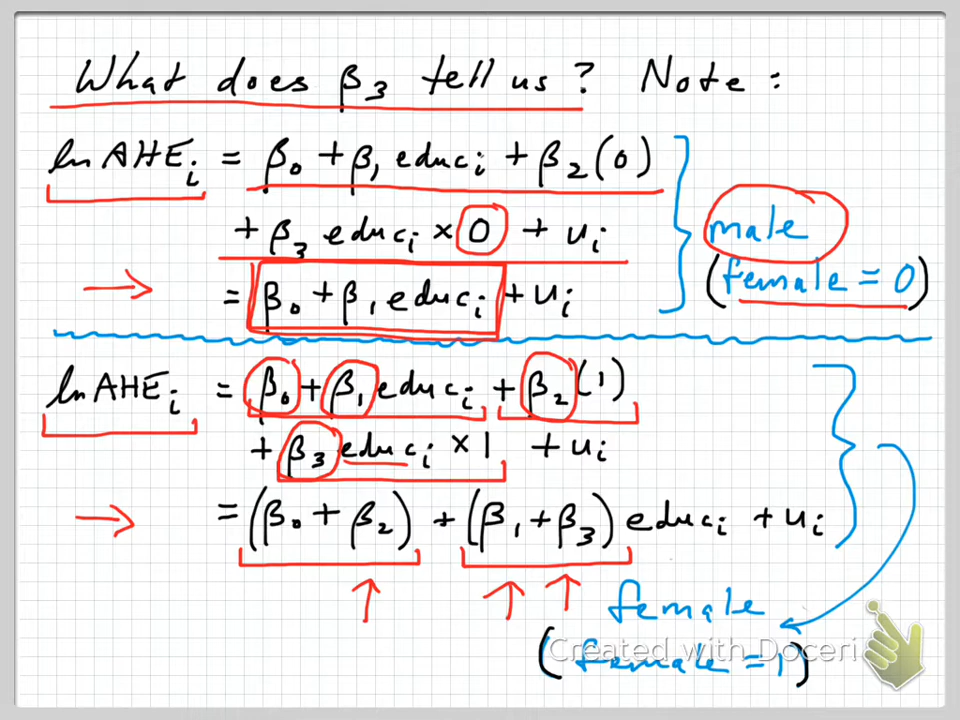 What does β₃ tell us? Note:
ln AHEᵢ = β₀ + β₁ educᵢ + β₂(0)
+ β₃ educᵢ × 0 + uᵢ
male
(female = 0)
→ = β₀ + β₁ educᵢ + uᵢ
ln AHEᵢ = β₀ + β₁ educᵢ + β₂(1)
+ β₃ educᵢ × 1 + uᵢ
→ = (β₀ + β₂) + (β₁ + β₃) educᵢ + uᵢ
female
(female = 1)
Created with Doceri